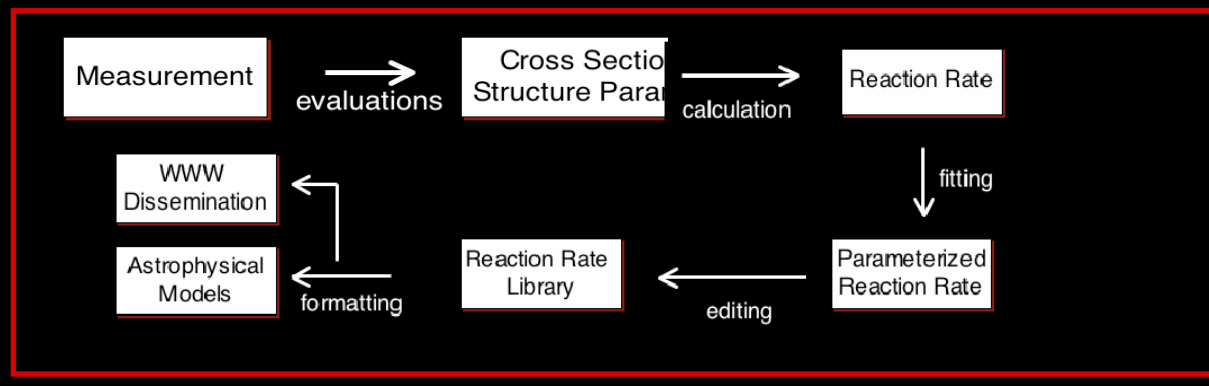 Measurement
evaluations
Cross Sectio
Structure Para
calculation
Reaction Rate
fitting
WWW
Dissemination
Astrophysical
Models
formatting
Reaction Rate
Library
editing
Parameterized
Reaction Rate